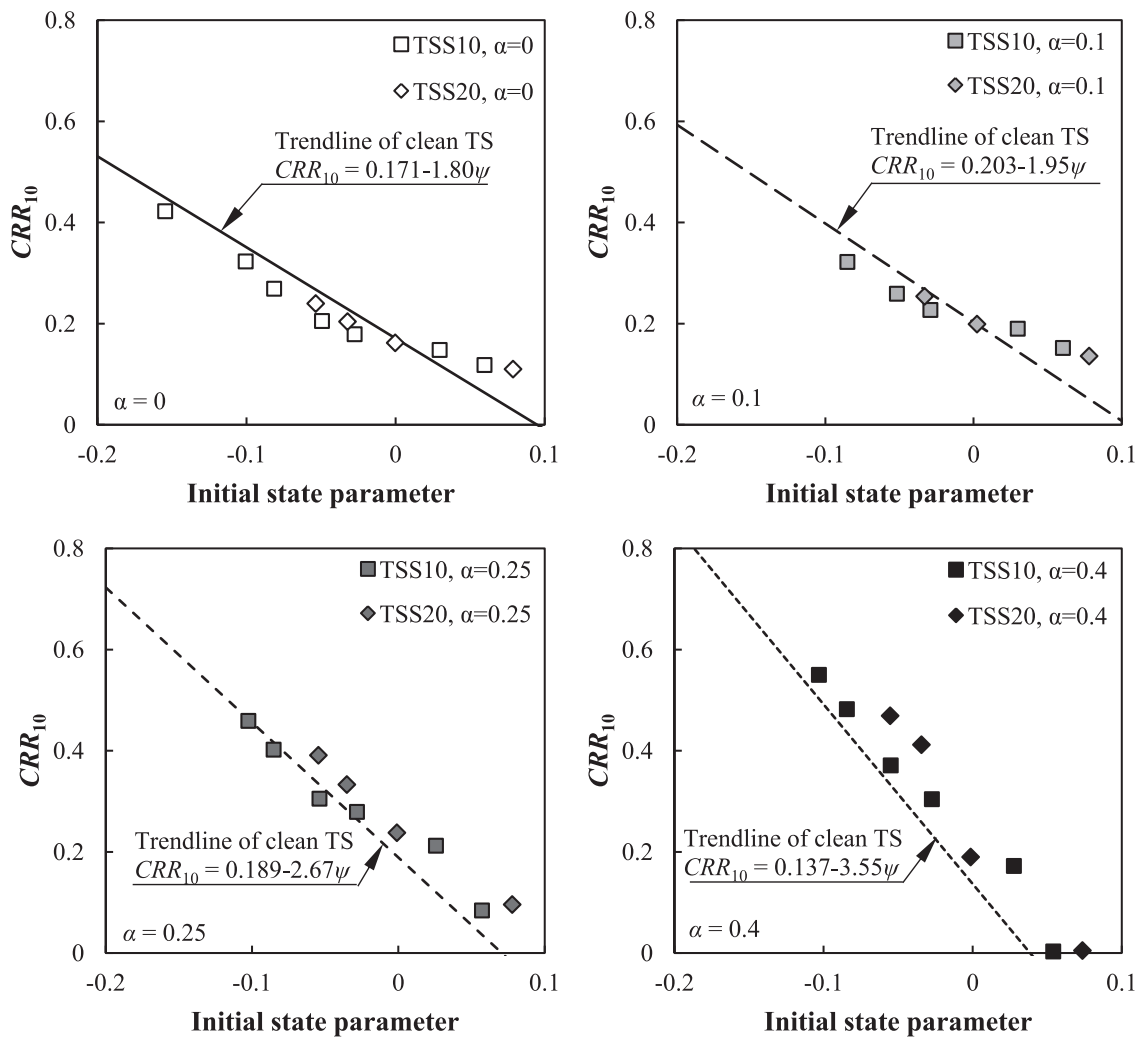 0.8
TSS10, α=0
TSS20, α=0
0.6
Trendline of clean TS
CRR10 = 0.171-1.80ψ
CRR10
0.4
0.2
α = 0
0
-0.2
-0.1
0
0.1
Initial state parameter
0.8
TSS10, α=0.1
TSS20, α=0.1
0.6
Trendline of clean TS
CRR10 = 0.203-1.95ψ
CRR10
0.4
0.2
α = 0.1
0
-0.2
-0.1
0
0.1
Initial state parameter
0.8
TSS10, α=0.25
TSS20, α=0.25
0.6
CRR10
0.4
Trendline of clean TS
CRR10 = 0.189-2.67ψ
0.2
α = 0.25
0
-0.2
-0.1
0
0.1
Initial state parameter
0.8
TSS10, α=0.4
TSS20, α=0.4
0.6
CRR10
0.4
Trendline of clean TS
CRR10 = 0.137-3.55ψ
0.2
α = 0.4
0
-0.2
-0.1
0
0.1
Initial state parameter